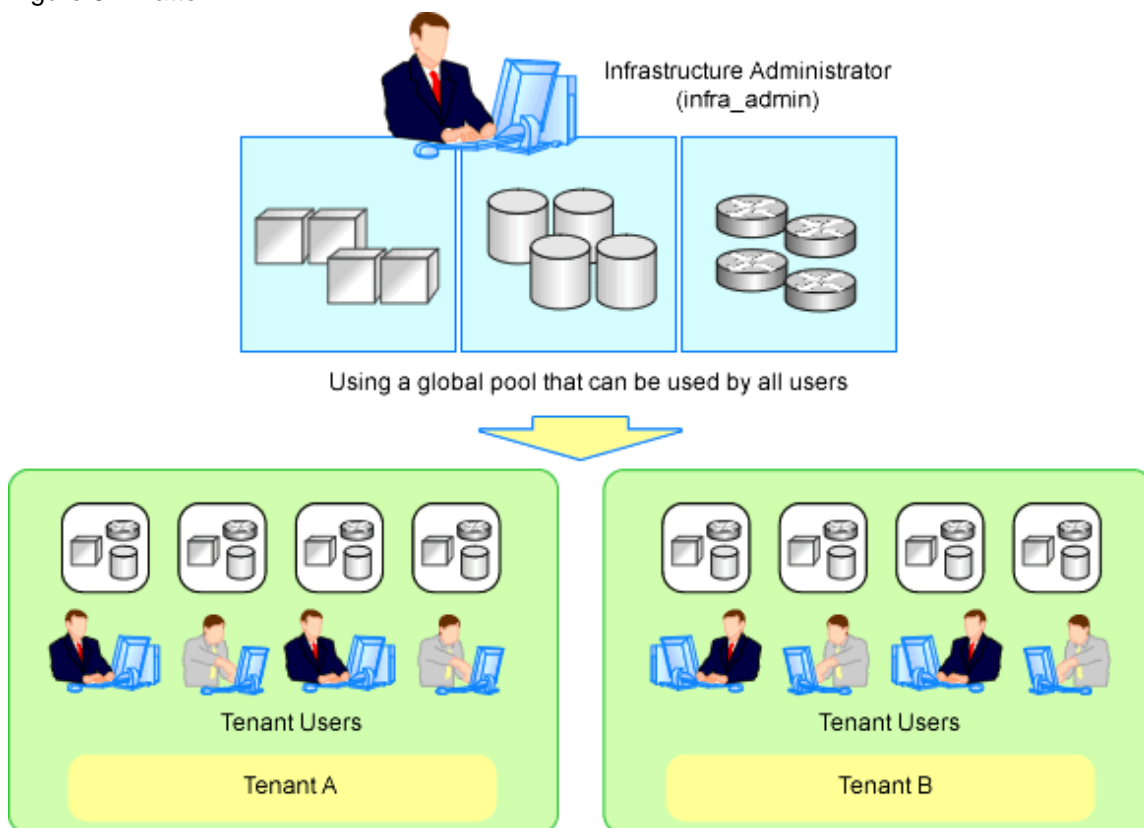 Infrastructure Administrator
(infra_admin)
Using a global pool that can be used by all users
Tenant Users
Tenant Users
Tenant A
Tenant B